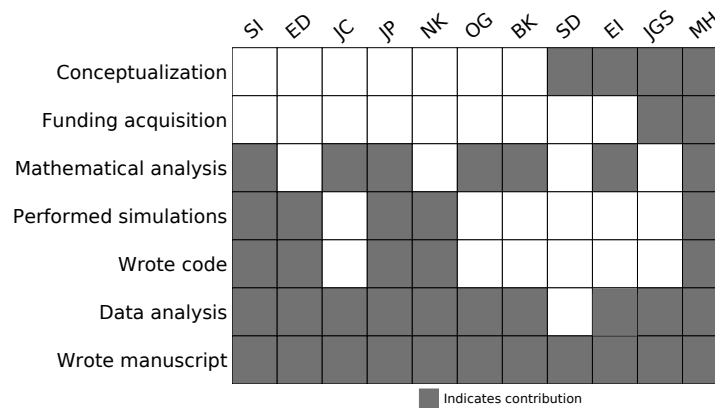 SI ED JC JP NK OG BK SD EI JGS MH
Conceptualization
Funding acquisition
Mathematical analysis
Performed simulations
Wrote code
Data analysis
Wrote manuscript
Indicates contribution